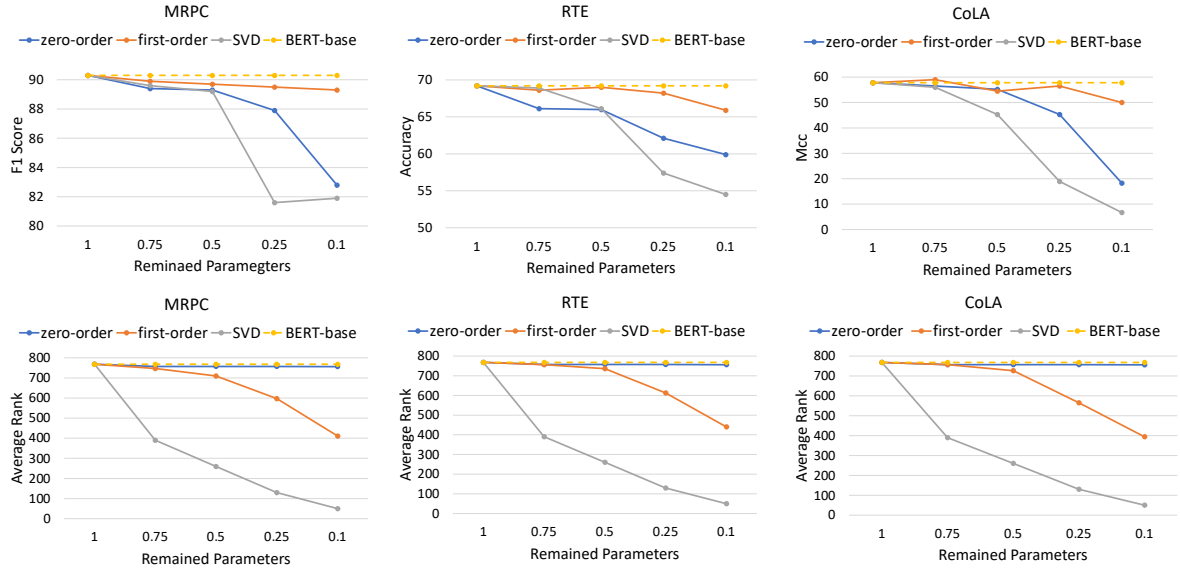 MRPC
zero-order first-order SVD BERT-base
F1 Score
90
88
86
84
82
80
1 0.75 0.5 0.25 0.1
Reminaed Paramegters
RTE
zero-order first-order SVD BERT-base
Accuracy
70
65
60
55
50
1 0.75 0.5 0.25 0.1
Remained Parameters
CoLA
zero-order first-order SVD BERT-base
Mcc
60
50
40
30
20
10
0
1 0.75 0.5 0.25 0.1
Remained Parameters
MRPC
zero-order first-order SVD BERT-base
Average Rank
800
700
600
500
400
300
200
100
0
1 0.75 0.5 0.25 0.1
Remained Parameters
RTE
zero-order first-order SVD BERT-base
Average Rank
800
700
600
500
400
300
200
100
0
1 0.75 0.5 0.25 0.1
Remained Parameters
CoLA
zero-order first-order SVD BERT-base
Average Rank
800
700
600
500
400
300
200
100
0
1 0.75 0.5 0.25 0.1
Remained Parameters